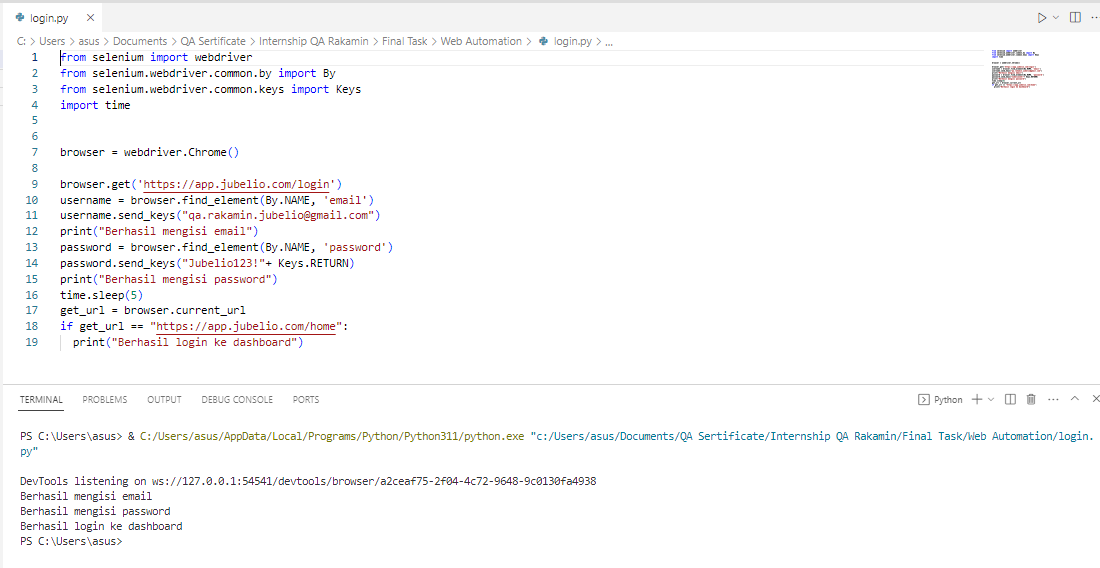 login.py
C: > Users > asus > Documents > QA Sertificate > Internship QA Rakamin > Final Task > Web Automation > login.py > ...
1 from selenium import webdriver
2 from selenium.webdriver.common.by import By
3 from selenium.webdriver.common.keys import Keys
4 import time
5
6
7 browser = webdriver.Chrome()
8
9 browser.get('https://app.jubelio.com/login')
10 username = browser.find_element(By.NAME, 'email')
11 username.send_keys("qa.rakamin.jubelio@gmail.com")
12 print("Berhasil mengisi email")
13 password = browser.find_element(By.NAME, 'password')
14 password.send_keys("Jubelio123!"+ Keys.RETURN)
15 print("Berhasil mengisi password")
16 time.sleep(5)
17 get_url = browser.current_url
18 if get_url == "https://app.jubelio.com/home":
19   print("Berhasil login ke dashboard")
TERMINAL PROBLEMS OUTPUT DEBUG CONSOLE PORTS Python
PS C:\Users\asus> & C:/Users/asus/AppData/Local/Programs/Python/Python311/python.exe "c:/Users/asus/Documents/QA Sertificate/Internship QA Rakamin/Final Task/Web Automation/login.
py"
DevTools listening on ws://127.0.0.1:54541/devtools/browser/a2ceaf75-2f04-4c72-9648-9c0130fa4938
Berhasil mengisi email
Berhasil mengisi password
Berhasil login ke dashboard
PS C:\Users\asus>